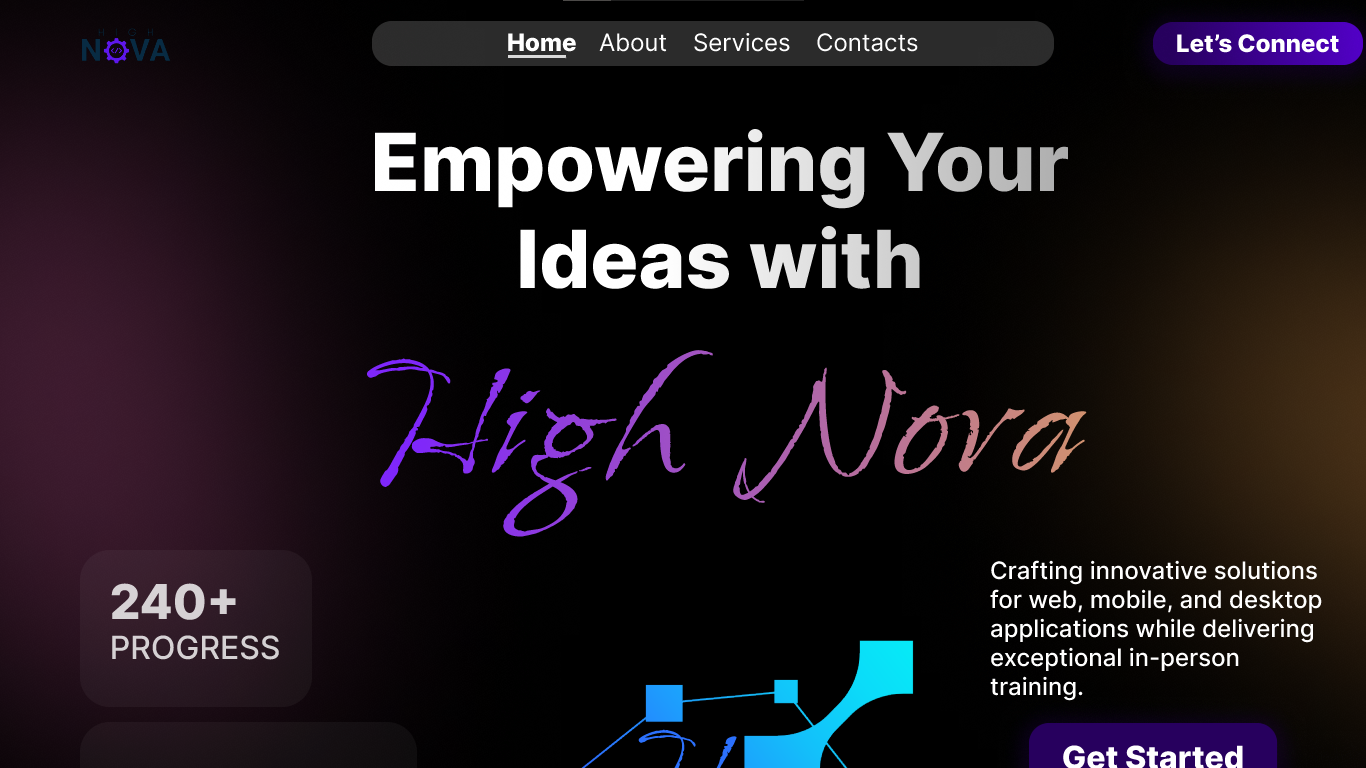 HIGH
NOVA
Home About Services Contacts
Let’s Connect
Empowering Your
Ideas with
High Nova
240+
PROGRESS
Crafting innovative solutions
for web, mobile, and desktop
applications while delivering
exceptional in-person
training.
Get Started